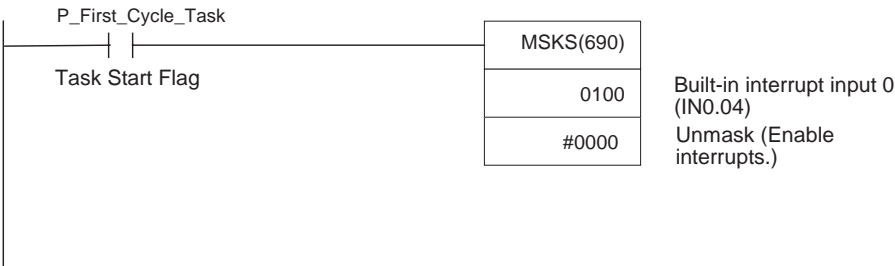 P_First_Cycle_Task
Task Start Flag
MSKS(690)
0100
Built-in interrupt input 0
(IN0.04)
#0000
Unmask (Enable
interrupts.)